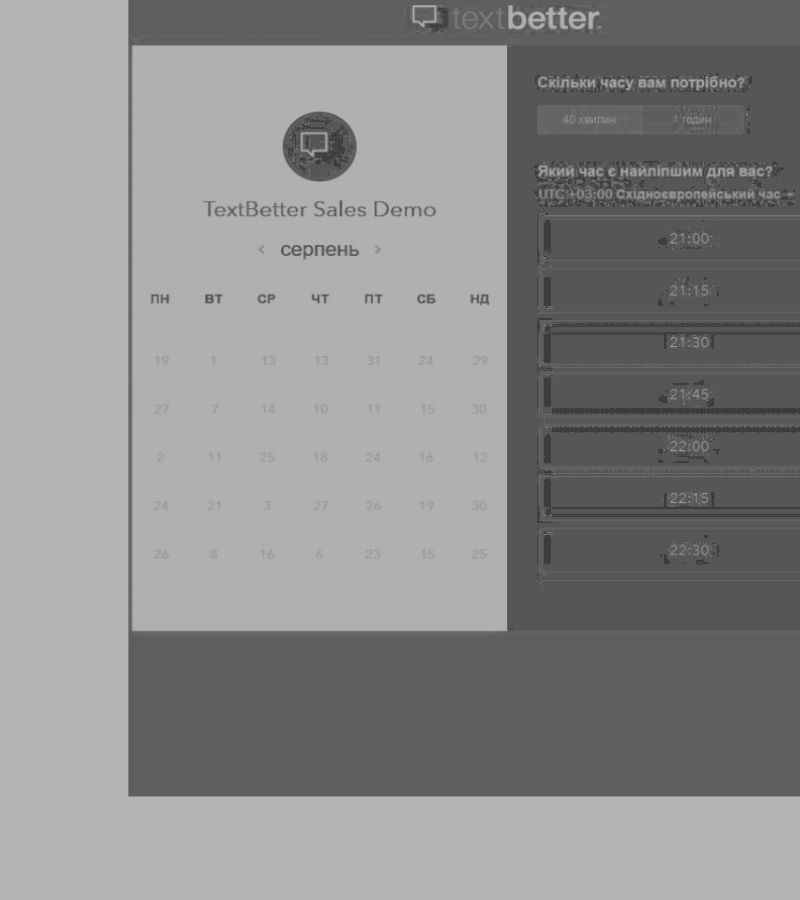 textbetter.
TextBetter Sales Demo
‹ серпень ›
ПН ВТ СР ЧТ ПТ СБ НД
19 1 13 13 31 24 29
27 7 14 10 11 15 30
2 11 25 18 24 16 12
24 21 3 27 26 19 30
26 8 16 6 23 15 25
Скільки часу вам потрібно?
40 хвилин 1 годин
Який час є найліпшим для вас?
UTC +03:00 Східноєвропейський час
21:00
21:15
21:30
21:45
22:00
22:15
22:30